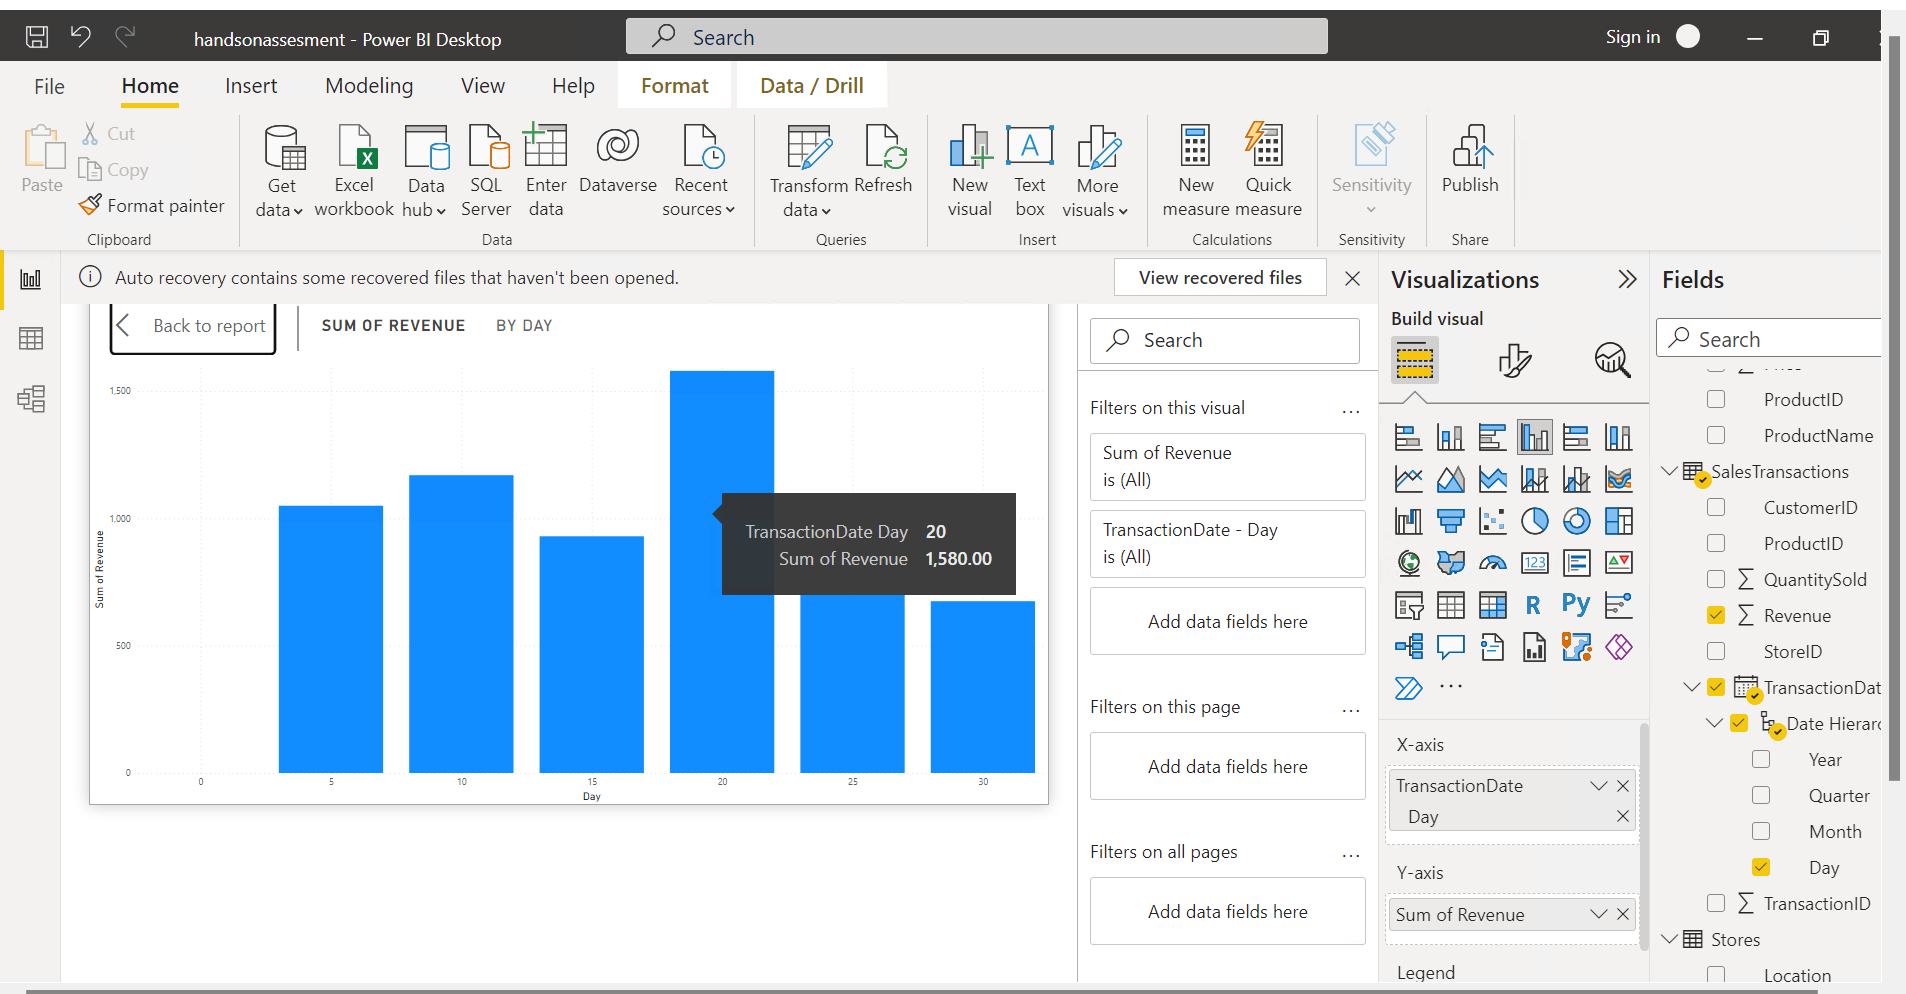 handsonassesment - Power BI Desktop
Search
Sign in
File
Home
Insert
Modeling
View
Help
Format
Data / Drill
Paste
Cut
Copy
Format painter
Clipboard
Get data
Excel workbook
Data hub
SQL Server
Enter data
Dataverse
Recent sources
Data
Transform data
Refresh
Queries
New visual
Text box
More visuals
Insert
New measure
Quick measure
Calculations
Sensitivity
Sensitivity
Publish
Share
Auto recovery contains some recovered files that haven't been opened.
View recovered files
Back to report
SUM OF REVENUE
BY DAY
1,500
1,000
500
0
Sum of Revenue
0
5
10
15
20
25
30
Day
TransactionDate Day 20
Sum of Revenue 1,580.00
Search
Filters on this visual
Sum of Revenue
is (All)
TransactionDate - Day
is (All)
Add data fields here
Filters on this page
Add data fields here
Filters on all pages
Add data fields here
Visualizations
Build visual
123
R
Py
X-axis
TransactionDate
Day
Y-axis
Sum of Revenue
Legend
Fields
Search
ProductID
ProductName
SalesTransactions
CustomerID
ProductID
QuantitySold
Revenue
StoreID
TransactionDat
Date Hierarc
Year
Quarter
Month
Day
TransactionID
Stores
Location